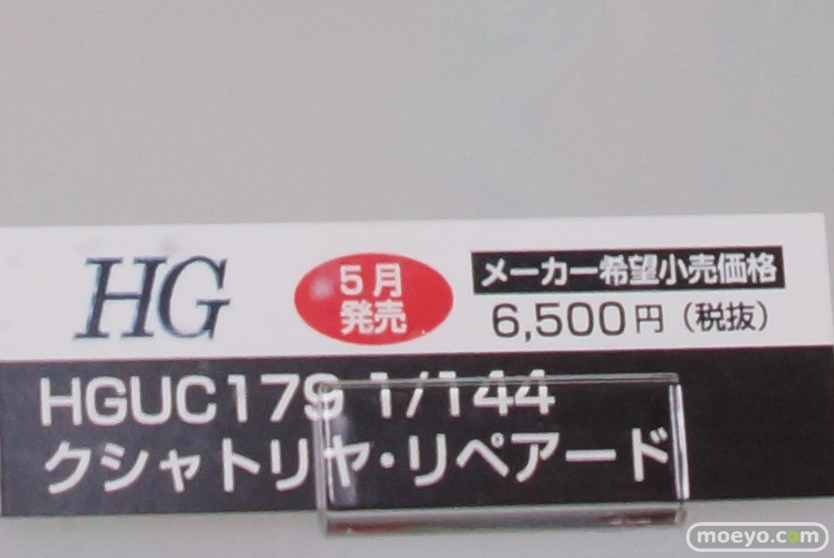 HG
5月
発売
メーカー希望小売価格
6,500円（税抜）
HGUC179 1/144
クシャトリヤ・リペアード
moeyo.com